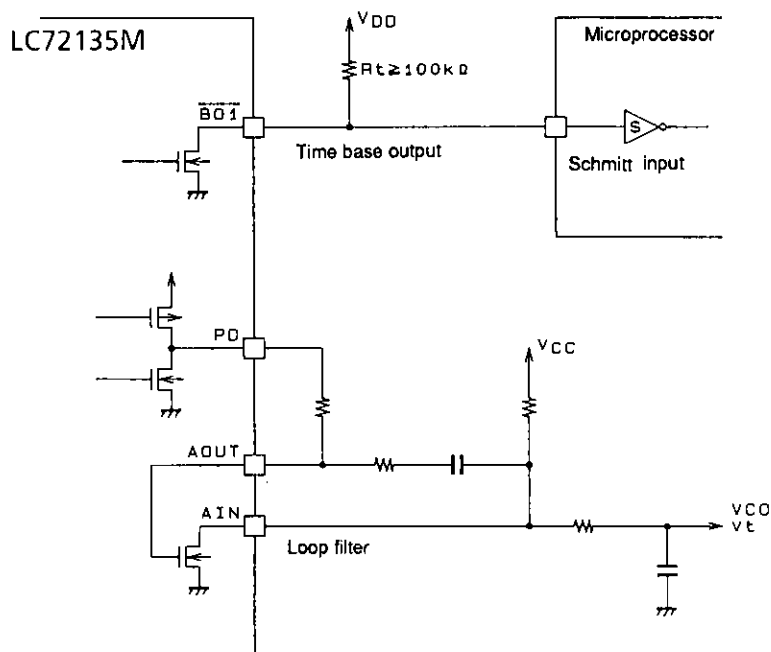 LC72135M
VDD
Rt≥100kΩ
Microprocessor
BO1
S
Time base output
Schmitt input
PD
VCC
AOUT
AIN
Loop filter
VCO
Vt